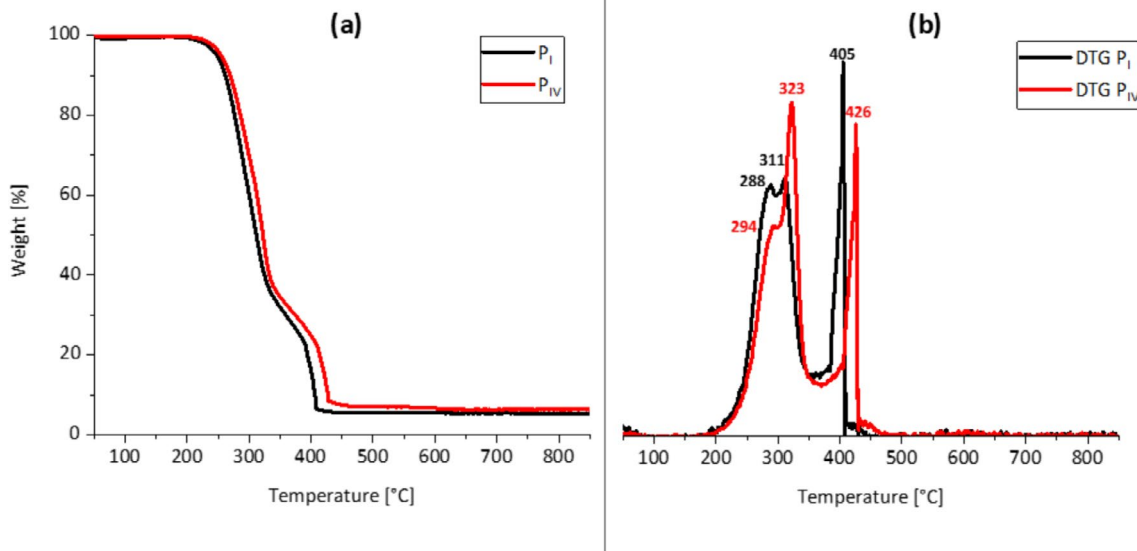 (a)
P_I
P_IV
100
80
60
40
20
0
Weight [%]
100 200 300 400 500 600 700 800
Temperature [°C]
(b)
DTG P_I
DTG P_IV
405
323
426
311
288
294
100 200 300 400 500 600 700 800
Temperature [°C]